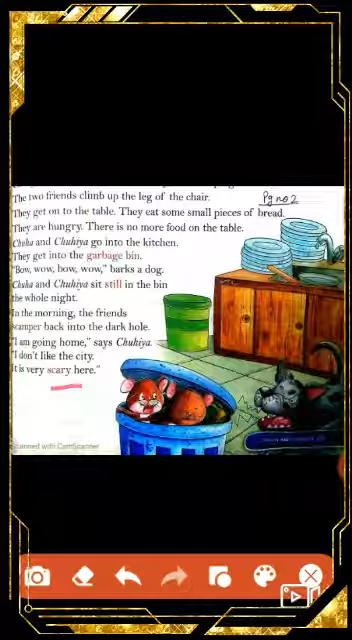 The two friends climb up the leg of the chair.
Pg no 2
They get on to the table. They eat some small pieces of bread.
They are hungry. There is no more food on the table.
Chuha and Chuhiya go into the kitchen.
They get into the garbage bin.
"Bow, wow, bow, wow," barks a dog.
Chuha and Chuhiya sit still in the bin
the whole night.
In the morning, the friends
scamper back into the dark hole.
"I am going home," says Chuhiya.
"I don't like the city.
It is very scary here."
Scanned with CamScanner